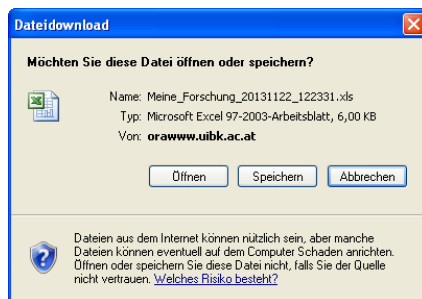 Dateidownload
Möchten Sie diese Datei öffnen oder speichern?
Name: Meine_Forschung_20131122_122331.xls
Typ: Microsoft Excel 97-2003-Arbeitsblatt, 6,00 KB
Von: orawww.uibk.ac.at
Öffnen Speichern Abbrechen
Dateien aus dem Internet können nützlich sein, aber manche
Dateien können eventuell auf dem Computer Schaden anrichten.
Öffnen oder speichern Sie diese Datei nicht, falls Sie der Quelle
nicht vertrauen. Welches Risiko besteht?